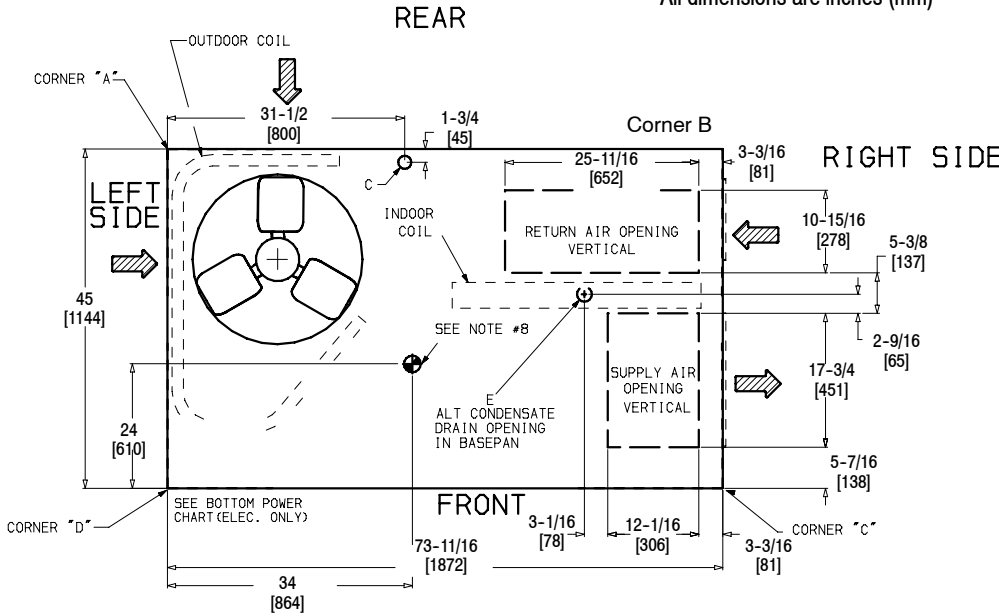 All dimensions are inches (mm)
REAR
OUTDOOR COIL
CORNER "A"
31-1/2
[800]
1-3/4
[45]
Corner B
C
25-11/16
[652]
3-3/16
[81]
RIGHT SIDE
LEFT
SIDE
INDOOR
COIL
RETURN AIR OPENING
VERTICAL
10-15/16
[278]
5-3/8
[137]
45
[1144]
SEE NOTE #8
2-9/16
[65]
17-3/4
[451]
SUPPLY AIR
OPENING
VERTICAL
E
ALT CONDENSATE
DRAIN OPENING
IN BASEPAN
24
[610]
5-7/16
[138]
SEE BOTTOM POWER
CHART(ELEC. ONLY)
FRONT
CORNER "D"
3-1/16
[78]
12-1/16
[306]
CORNER "C"
3-3/16
[81]
73-11/16
[1872]
34
[864]